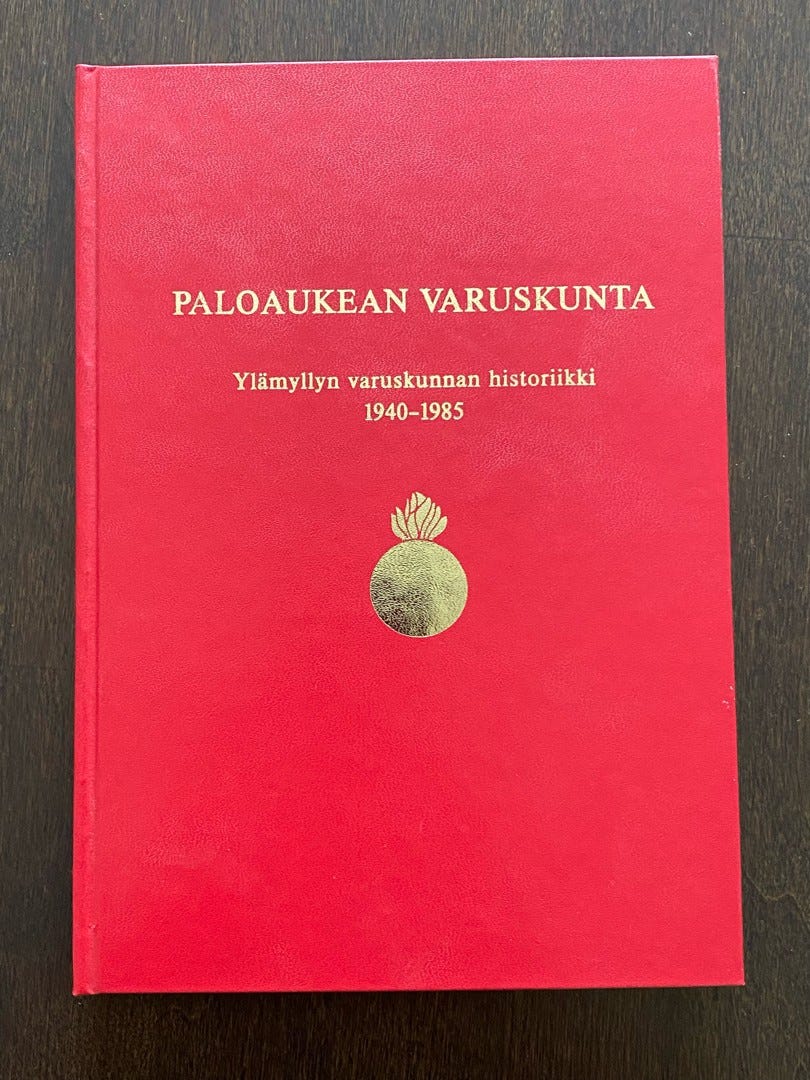 PALOAUKEAN VARUSKUNTA
Ylämyllyn varuskunnan historiikki
1940–1985